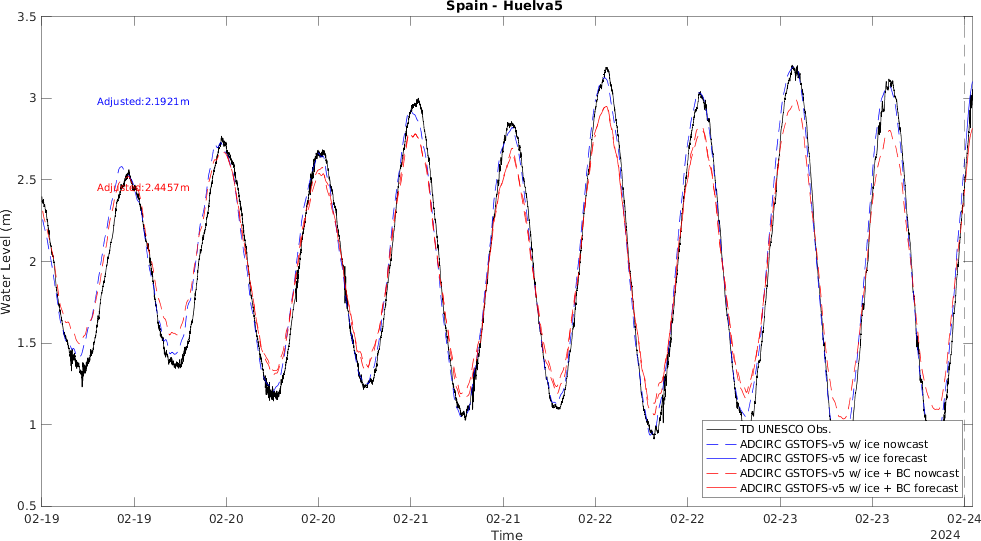 Spain - Huelva5
3.5
3
2.5
2
1.5
1
0.5
Water Level (m)
Adjusted:2.1921m
Adjusted:2.4457m
TD UNESCO Obs.
ADCIRC GSTOFS-v5 w/ ice nowcast
ADCIRC GSTOFS-v5 w/ ice forecast
ADCIRC GSTOFS-v5 w/ ice + BC nowcast
ADCIRC GSTOFS-v5 w/ ice + BC forecast
02-19 02-19 02-20 02-20 02-21 02-21 02-22 02-22 02-23 02-23 02-24
2024
Time